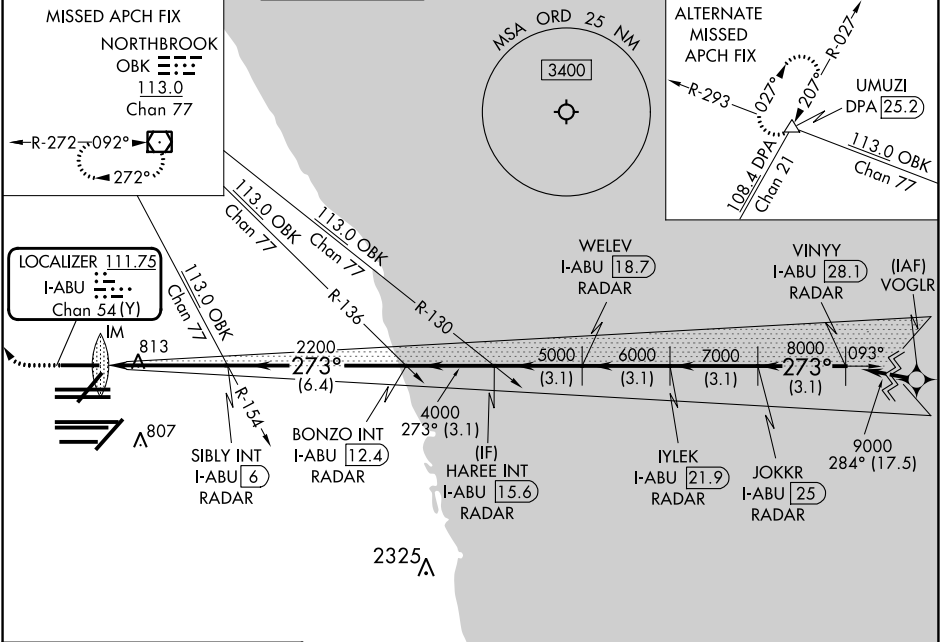 MISSED APCH FIX
NORTHBROOK
OBK
113.0
Chan 77
R-272
092°
272°
MSA ORD 25 NM
3400
ALTERNATE
MISSED
APCH FIX
R-293
027°
207°
R-027
UMUZI
DPA 25.2
108.4 DPA
Chan 21
113.0 OBK
Chan 77
113.0 OBK
Chan 77
113.0 OBK
Chan 77
113.0 OBK
Chan 77
R-136
R-130
R-154
LOCALIZER 111.75
I-ABU
Chan 54 (Y)
IM
813
807
WELEV
I-ABU 18.7
RADAR
VINYY
I-ABU 28.1
RADAR
(IAF)
VOGLR
2200
273°
(6.4)
4000
273° (3.1)
5000
(3.1)
6000
(3.1)
7000
(3.1)
8000
273°
(3.1)
093°
9000
284° (17.5)
SIBLY INT
I-ABU 6
RADAR
BONZO INT
I-ABU 12.4
RADAR
(IF)
HAREE INT
I-ABU 15.6
RADAR
IYLEK
I-ABU 21.9
RADAR
JOKKR
I-ABU 25
RADAR
2325